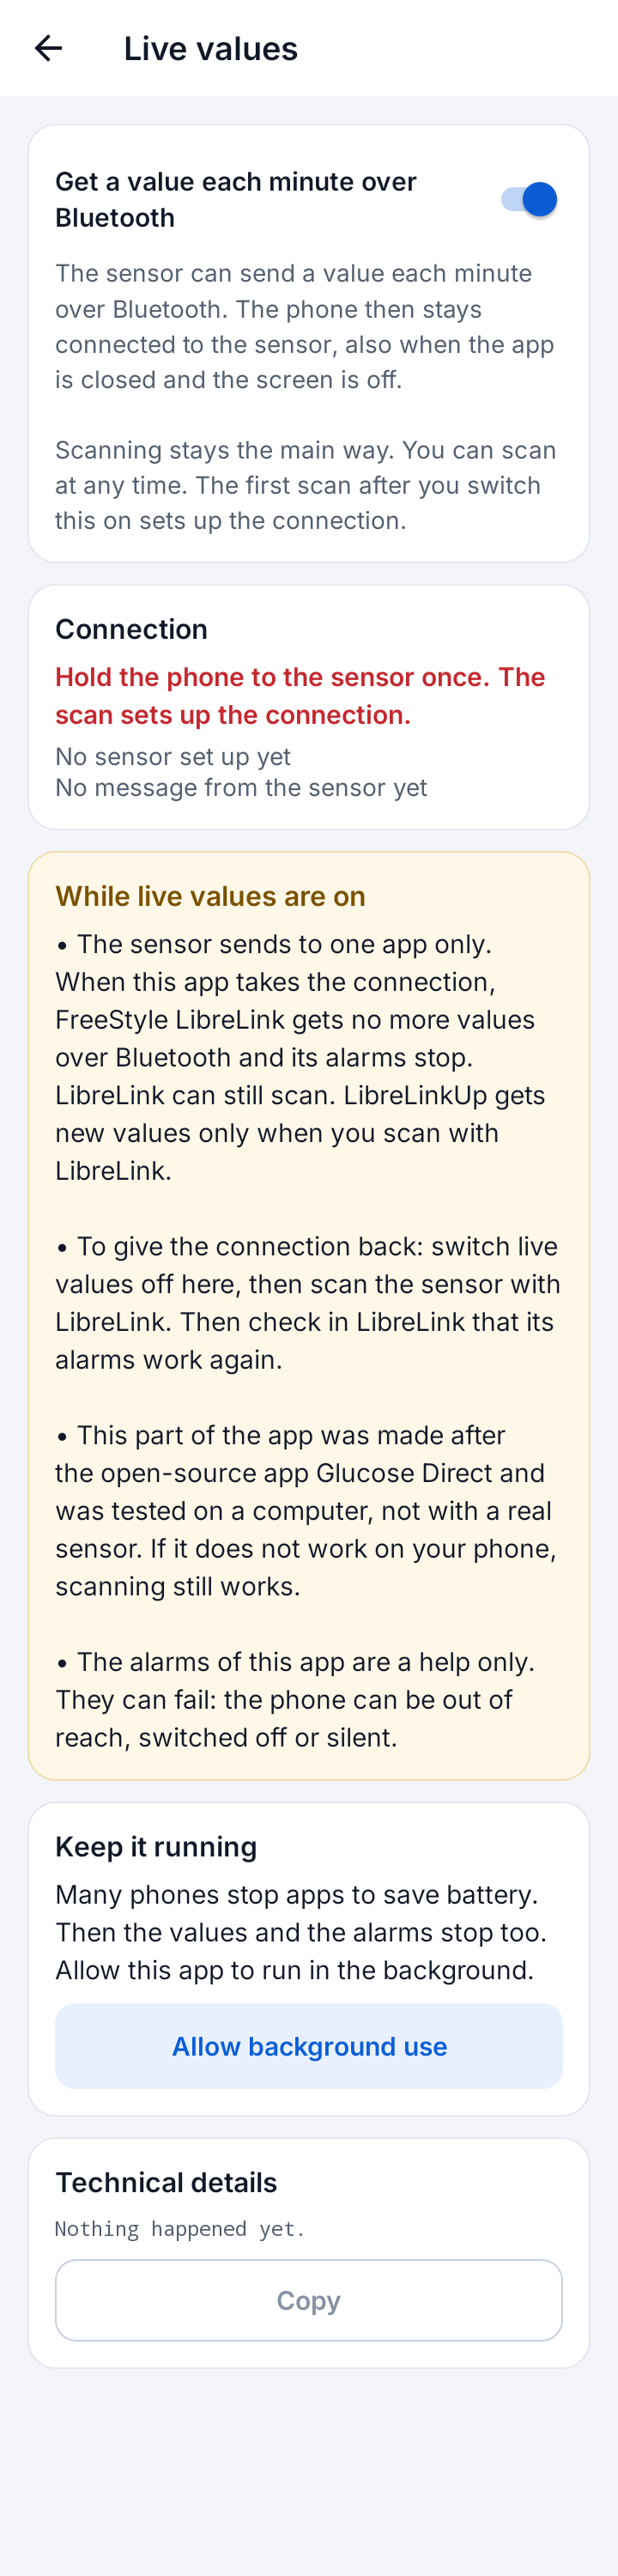 Live values
Get a value each minute over
Bluetooth
The sensor can send a value each minute
over Bluetooth. The phone then stays
connected to the sensor, also when the app
is closed and the screen is off.
Scanning stays the main way. You can scan
at any time. The first scan after you switch
this on sets up the connection.
Connection
Hold the phone to the sensor once. The
scan sets up the connection.
No sensor set up yet
No message from the sensor yet
While live values are on
• The sensor sends to one app only.
When this app takes the connection,
FreeStyle LibreLink gets no more values
over Bluetooth and its alarms stop.
LibreLink can still scan. LibreLinkUp gets
new values only when you scan with
LibreLink.
• To give the connection back: switch live
values off here, then scan the sensor with
LibreLink. Then check in LibreLink that its
alarms work again.
• This part of the app was made after
the open-source app Glucose Direct and
was tested on a computer, not with a real
sensor. If it does not work on your phone,
scanning still works.
• The alarms of this app are a help only.
They can fail: the phone can be out of
reach, switched off or silent.
Keep it running
Many phones stop apps to save battery.
Then the values and the alarms stop too.
Allow this app to run in the background.
Allow background use
Technical details
Nothing happened yet.
Copy